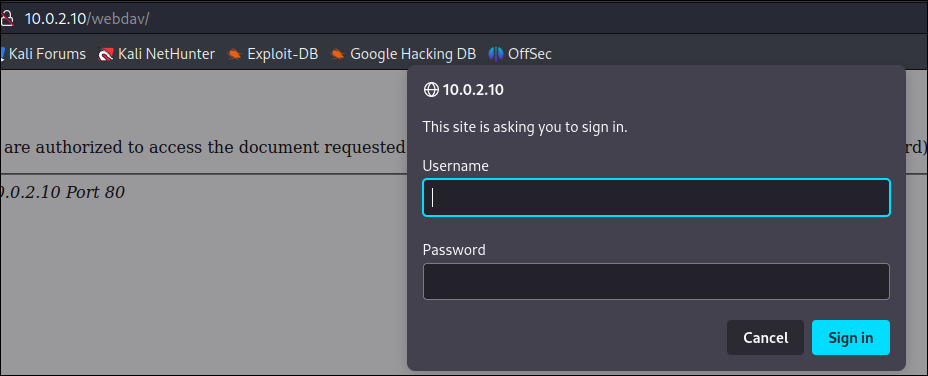 10.0.2.10/webdav/
Kali Forums Kali NetHunter Exploit-DB Google Hacking DB OffSec
10.0.2.10
This site is asking you to sign in.
are authorized to access the document requested rd)
Username
.0.2.10 Port 80
Password
Cancel Sign in